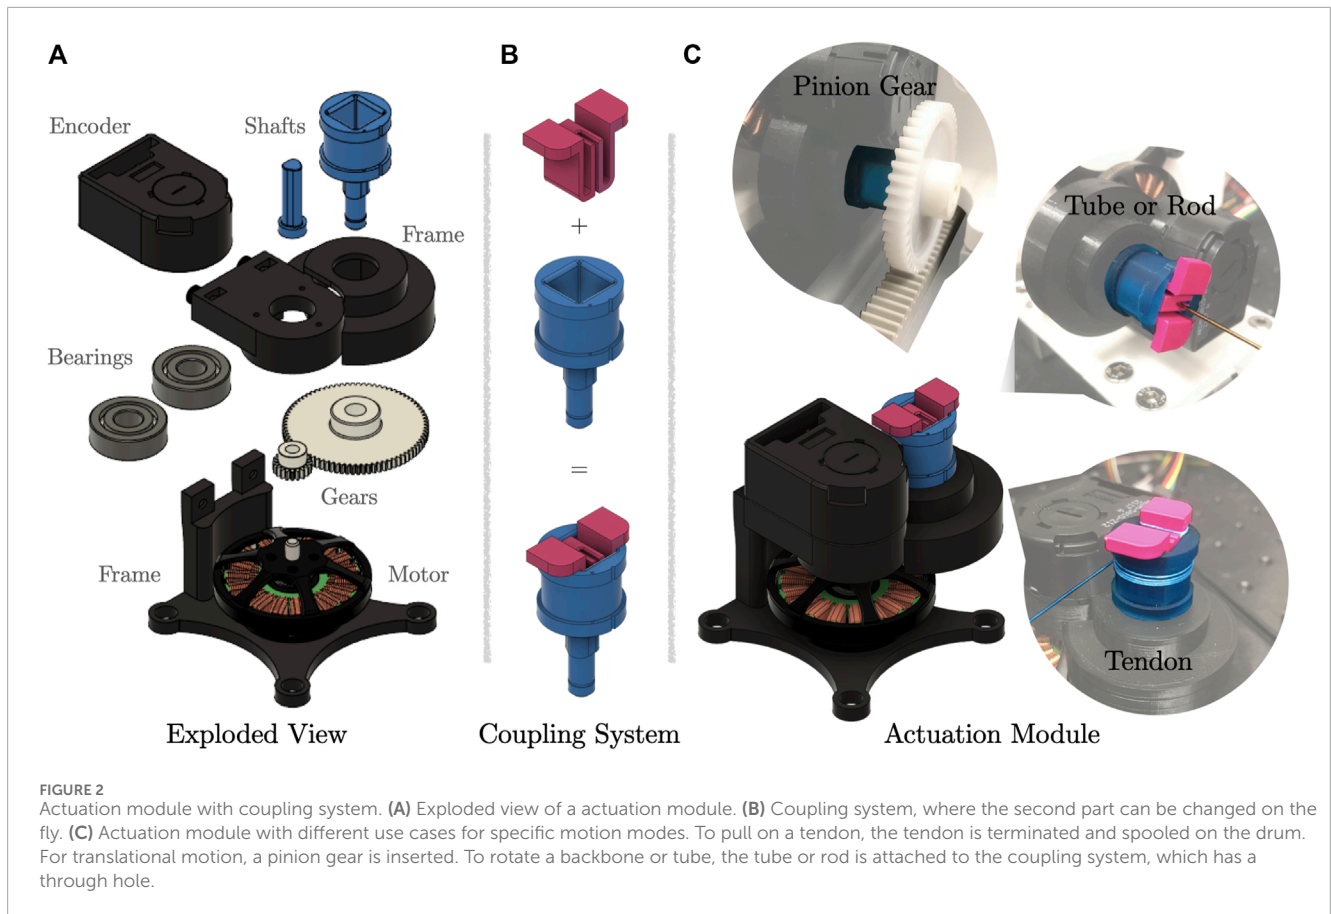 A
B
C
Encoder
Shafts
Frame
Bearings
Gears
Frame
Motor
Exploded View
+
=
Coupling System
Pinion Gear
Tube or Rod
Tendon
Actuation Module
FIGURE 2
Actuation module with coupling system. (A) Exploded view of a actuation module. (B) Coupling system, where the second part can be changed on the
fly. (C) Actuation module with different use cases for specific motion modes. To pull on a tendon, the tendon is terminated and spooled on the drum.
For translational motion, a pinion gear is inserted. To rotate a backbone or tube, the tube or rod is attached to the coupling system, which has a
through hole.